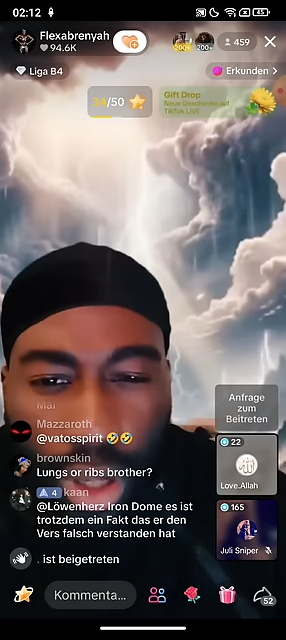 02:12
45
Flexabrenyah
94.6K
200+
200+
459
Liga B4
Erkunden >
34/50
Gift Drop
Neue Geschenke auf
TikTok LIVE
Mal
Mazzaroth
@vatosspirit 🤣🤣
brownskin
Lungs or ribs brother?
4 kaan
@Löwenherz Iron Dome es ist
trotzdem ein Fakt das er den
Vers falsch verstanden hat
. ist beigetreten
Anfrage
zum
Beitreten
22
Love.Allah
165
Juli Sniper
Kommenta...
52